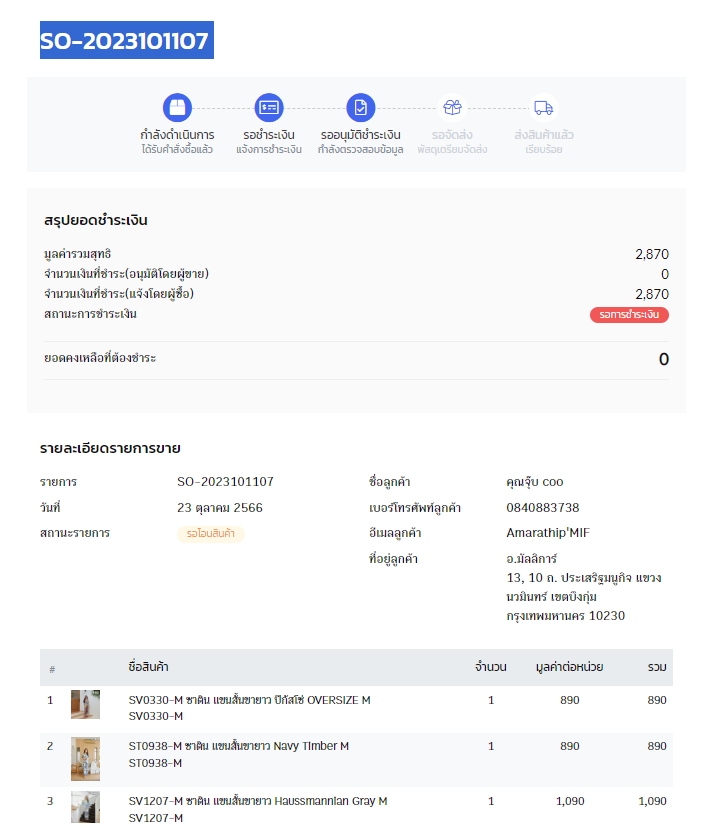 SO-2023101107
กำลังดำเนินการ
ได้รับคำสั่งซื้อแล้ว
รอชำระเงิน
แจ้งการชำระเงิน
รออนุมัติชำระเงิน
กำลังตรวจสอบข้อมูล
รอจัดส่ง
พัสดุเตรียมจัดส่ง
ส่งสินค้าแล้ว
เรียบร้อย
สรุปยอดชำระเงิน
มูลค่ารวมสุทธิ 2,870
จำนวนเงินที่ชำระ(อนุมัติโดยผู้ขาย) 0
จำนวนเงินที่ชำระ(แจ้งโดยผู้ซื้อ) 2,870
สถานะการชำระเงิน รอการชำระเงิน
ยอดคงเหลือที่ต้องชำระ 0
รายละเอียดรายการขาย
รายการ SO-2023101107
วันที่ 23 ตุลาคม 2566
สถานะรายการ รอโอนสินค้า
ชื่อลูกค้า คุณจุ๊บ coo
เบอร์โทรศัพท์ลูกค้า 0840883738
อีเมลลูกค้า Amarathip'MIF
ที่อยู่ลูกค้า อ.มัลลิการ์
13, 10 ถ. ประเสริฐมนูกิจ แขวง
นวมินทร์ เขตบึงกุ่ม
กรุงเทพมหานคร 10230
# ชื่อสินค้า จำนวน มูลค่าต่อหน่วย รวม
1 SV0330-M ซาติน แขนสั้นขายาว ปิกัสโซ่ OVERSIZE M 1 890 890
SV0330-M
2 ST0938-M ซาติน แขนสั้นขายาว Navy Timber M 1 890 890
ST0938-M
3 SV1207-M ซาติน แขนสั้นขายาว Haussmannian Gray M 1 1,090 1,090
SV1207-M